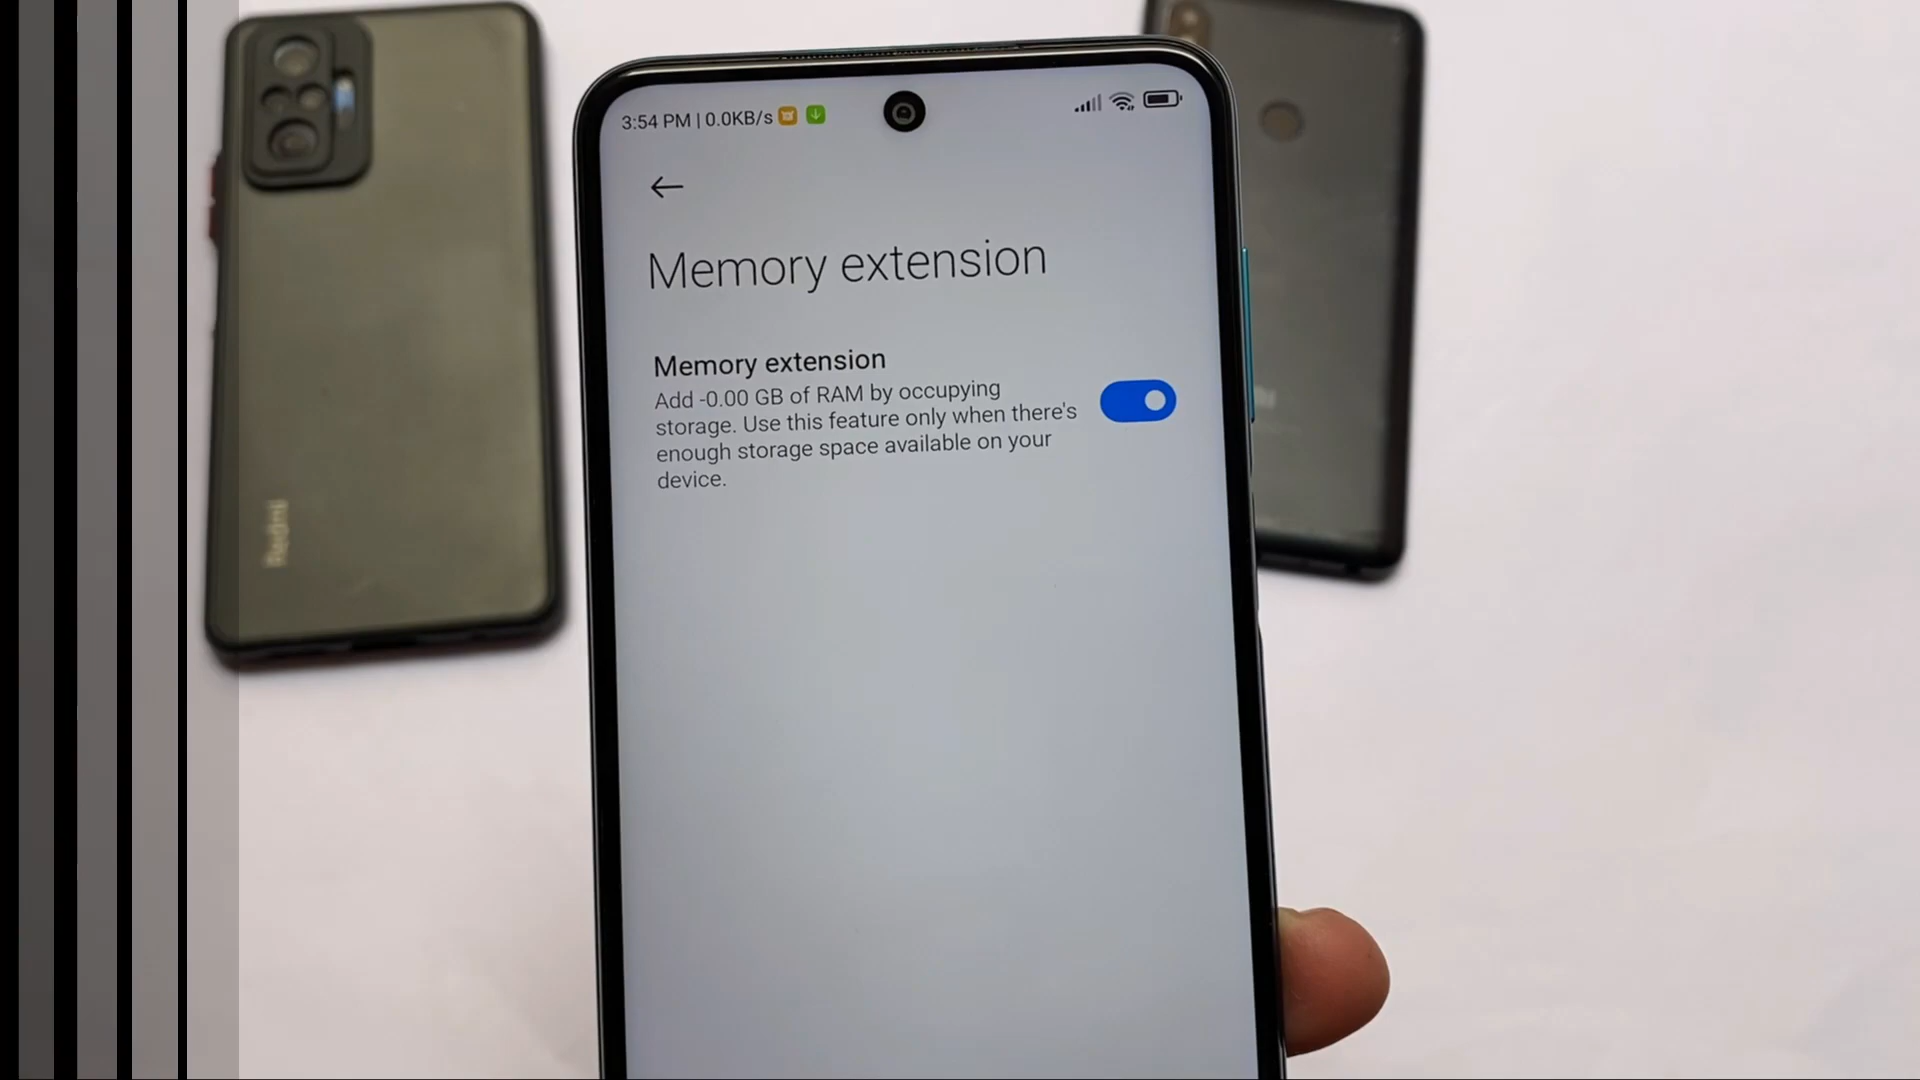 3:54 PM | 0.0KB/s
Memory extension
Memory extension
Add -0.00 GB of RAM by occupying
storage. Use this feature only when there's
enough storage space available on your
device.
Redmi